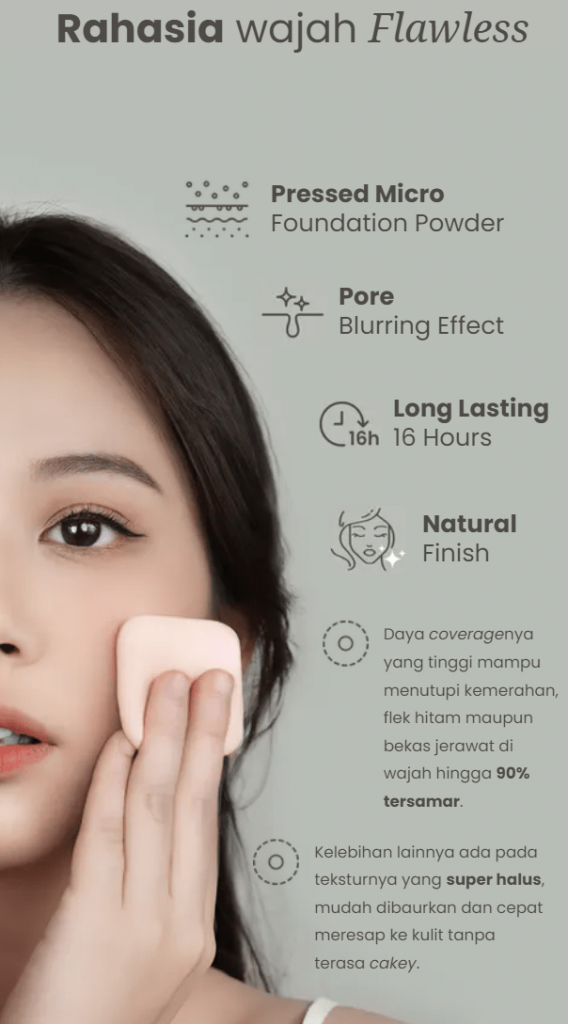 Rahasia wajah Flawless
Pressed Micro
Foundation Powder
Pore
Blurring Effect
Long Lasting
16h 16 Hours
Natural
Finish
Daya coveragenya
yang tinggi mampu
menutupi kemerahan,
flek hitam maupun
bekas jerawat di
wajah hingga 90%
tersamar.
Kelebihan lainnya ada pada
teksturnya yang super halus,
mudah dibaurkan dan cepat
meresap ke kulit tanpa
terasa cakey.